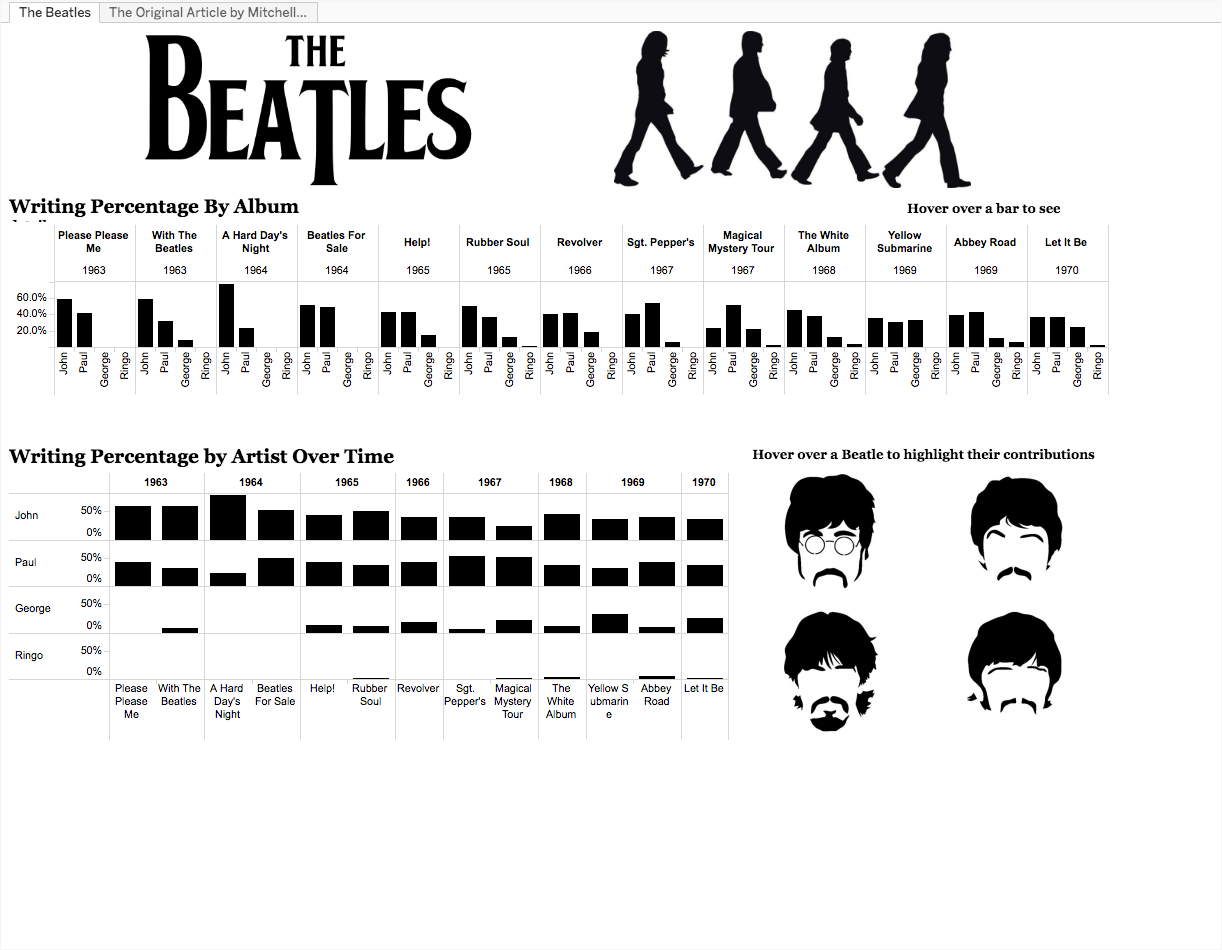 The Beatles
The Original Article by Mitchell...
THE
BEATLES
Writing Percentage By Album
Hover over a bar to see
Please Please Me
With The Beatles
A Hard Day's Night
Beatles For Sale
Help!
Rubber Soul
Revolver
Sgt. Pepper's
Magical Mystery Tour
The White Album
Yellow Submarine
Abbey Road
Let It Be
1963 1963 1964 1964 1965 1965 1966 1967 1967 1968 1969 1969 1970
60.0%
40.0%
20.0%
John Paul George Ringo John Paul George Ringo John Paul George Ringo John Paul George Ringo John Paul George Ringo John Paul George Ringo John Paul George Ringo John Paul George Ringo John Paul George Ringo John Paul George Ringo John Paul George Ringo John Paul George Ringo John Paul George Ringo
Writing Percentage by Artist Over Time
Hover over a Beatle to highlight their contributions
1963 1964 1965 1966 1967 1968 1969 1970
John
50%
0%
Paul
50%
0%
George
50%
0%
Ringo
50%
0%
Please Please Me
With The Beatles
A Hard Day's Night
Beatles For Sale
Help!
Rubber Soul
Revolver
Sgt. Pepper's
Magical Mystery Tour
The White Album
Yellow S
ubmarin
e
Abbey Road
Let It Be